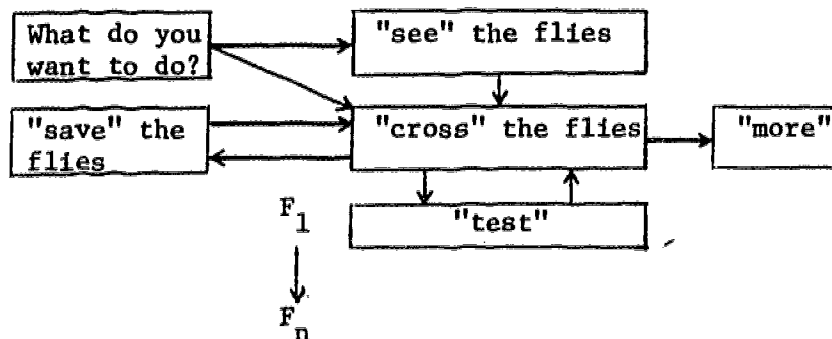 What do you
want to do?
"see" the flies
"save" the
flies
"cross" the flies
"more"
"test"
F1
Fn